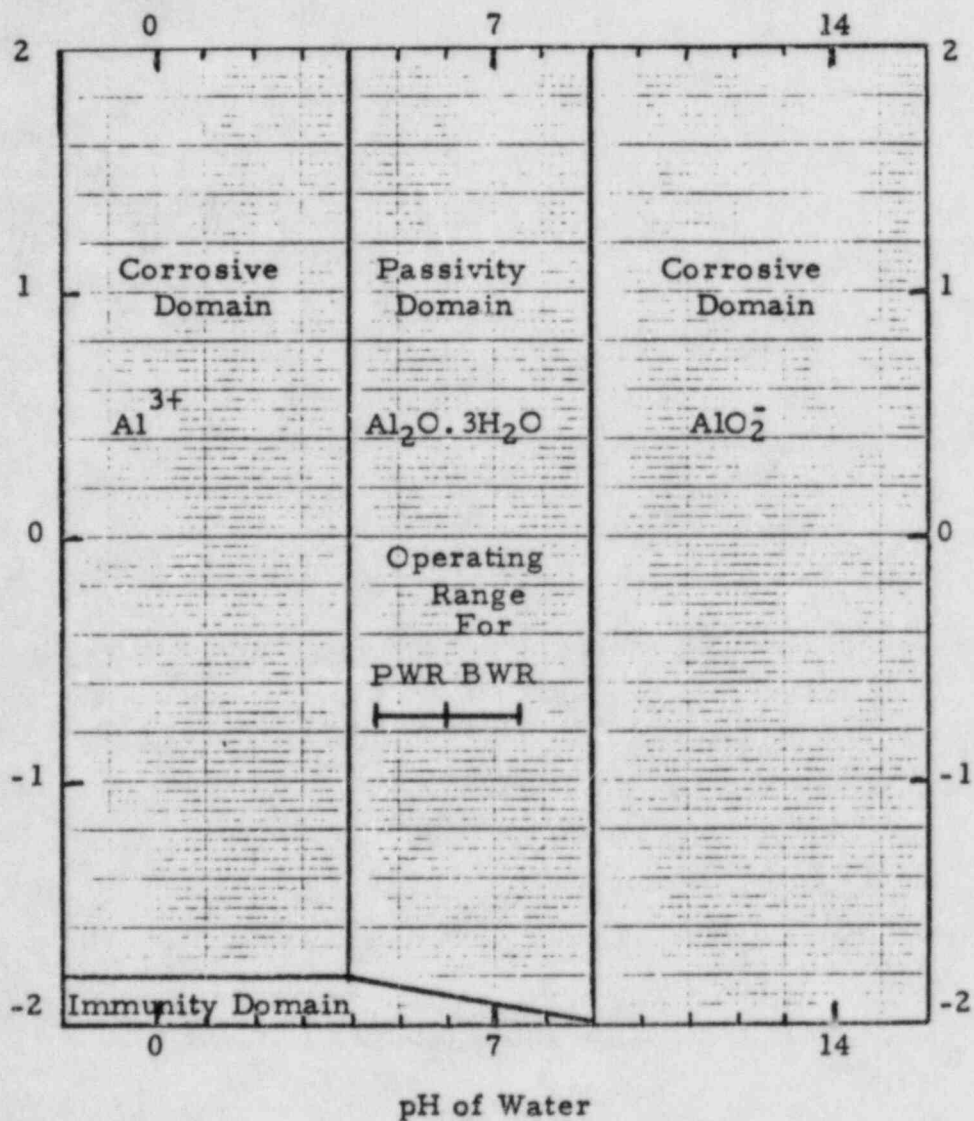 0 7 14
2 2
Corrosive Domain
Passivity Domain
Corrosive Domain
1 1
Al³⁺
Al₂O.3H₂O
AlO₂⁻
0 0
Operating
Range
For
PWR BWR
-1 -1
-2 -2
Immunity Domain
0 7 14
pH of Water